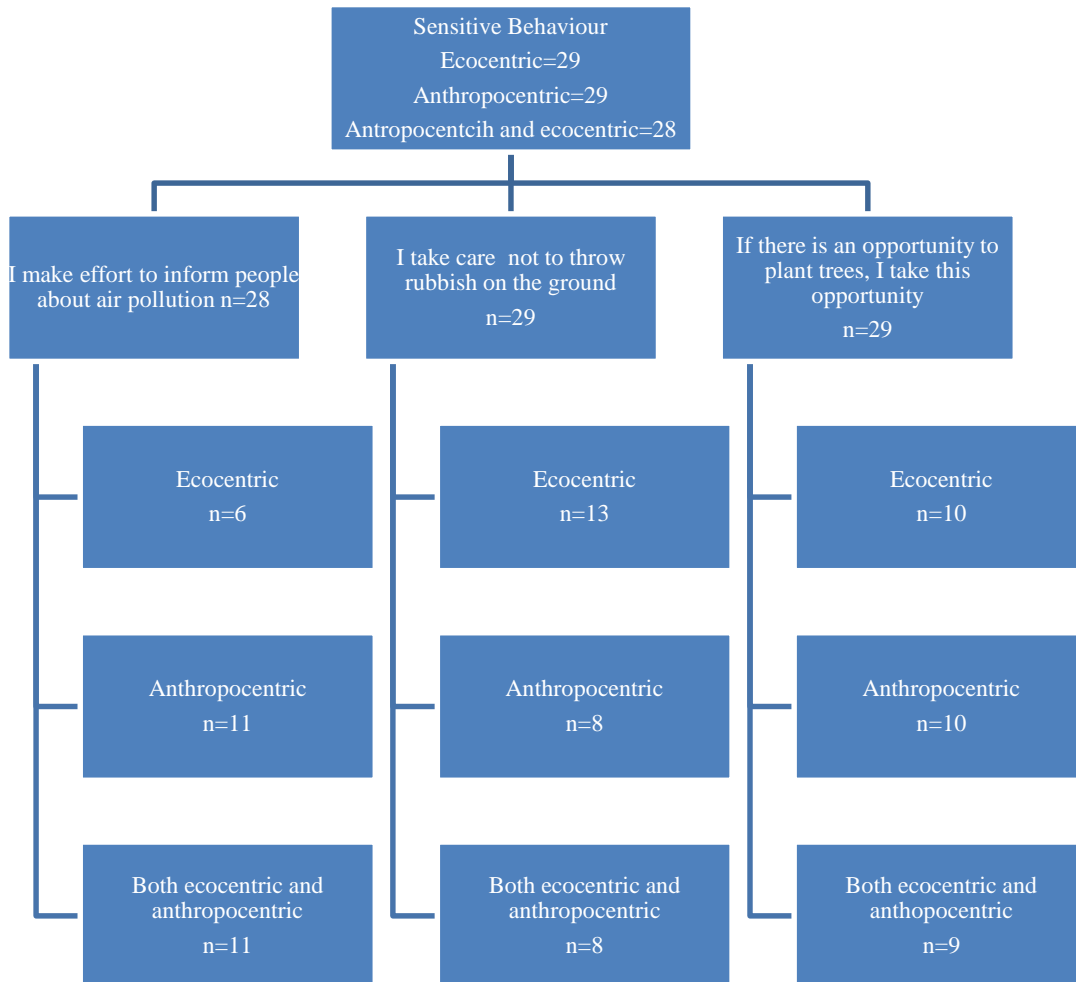 Sensitive Behaviour
Ecocentric=29
Anthropocentric=29
Antropocentcih and ecocentric=28
I make effort to inform people
about air pollution n=28
I take care  not to throw
rubbish on the ground
n=29
If there is an opportunity to
plant trees, I take this
opportunity
n=29
Ecocentric
n=6
Ecocentric
n=13
Ecocentric
n=10
Anthropocentric
n=11
Anthropocentric
n=8
Anthropocentric
n=10
Both ecocentric and
anthropocentric
n=11
Both ecocentric and
anthropocentric
n=8
Both ecocentric and
anthopocentric
n=9